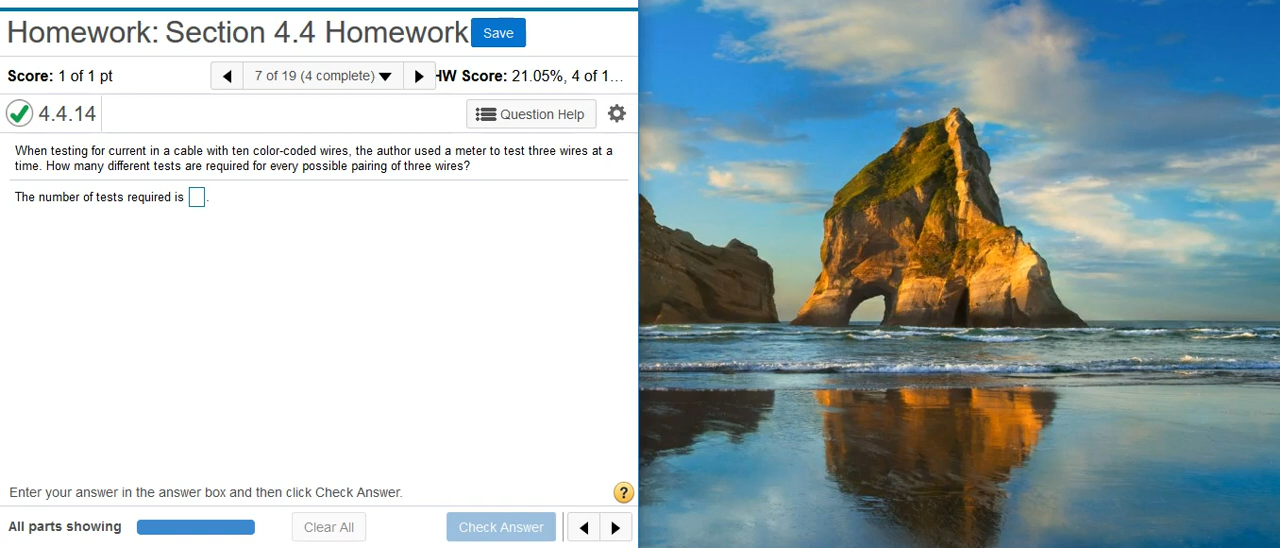 Homework: Section 4.4 Homework Save
Score: 1 of 1 pt 7 of 19 (4 complete) HW Score: 21.05%, 4 of 1...
4.4.14 Question Help
When testing for current in a cable with ten color-coded wires, the author used a meter to test three wires at a
time. How many different tests are required for every possible pairing of three wires?
The number of tests required is .
Enter your answer in the answer box and then click Check Answer. ?
All parts showing Clear All Check Answer